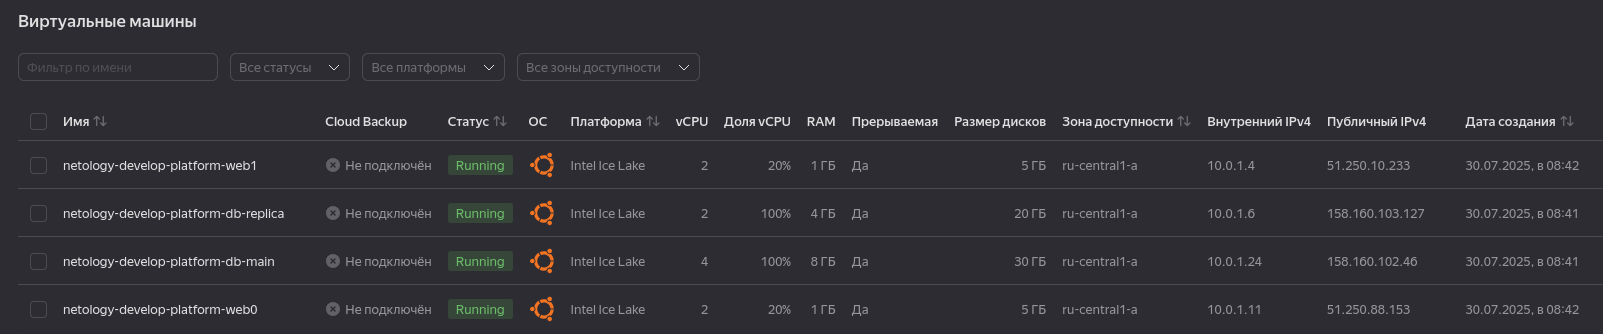 Виртуальные машины
Фильтр по имени Все статусы Все платформы Все зоны доступности
Имя Cloud Backup Статус ОС Платформа vCPU Доля vCPU RAM Прерываемая Размер дисков Зона доступности Внутренний IPv4 Публичный IPv4 Дата создания
netology-develop-platform-web1 Не подключён Running Intel Ice Lake 2 20% 1 ГБ Да 5 ГБ ru-central1-a 10.0.1.4 51.250.10.233 30.07.2025, в 08:42
netology-develop-platform-db-replica Не подключён Running Intel Ice Lake 2 100% 4 ГБ Да 20 ГБ ru-central1-a 10.0.1.6 158.160.103.127 30.07.2025, в 08:41
netology-develop-platform-db-main Не подключён Running Intel Ice Lake 4 100% 8 ГБ Да 30 ГБ ru-central1-a 10.0.1.24 158.160.102.46 30.07.2025, в 08:41
netology-develop-platform-web0 Не подключён Running Intel Ice Lake 2 20% 1 ГБ Да 5 ГБ ru-central1-a 10.0.1.11 51.250.88.153 30.07.2025, в 08:42